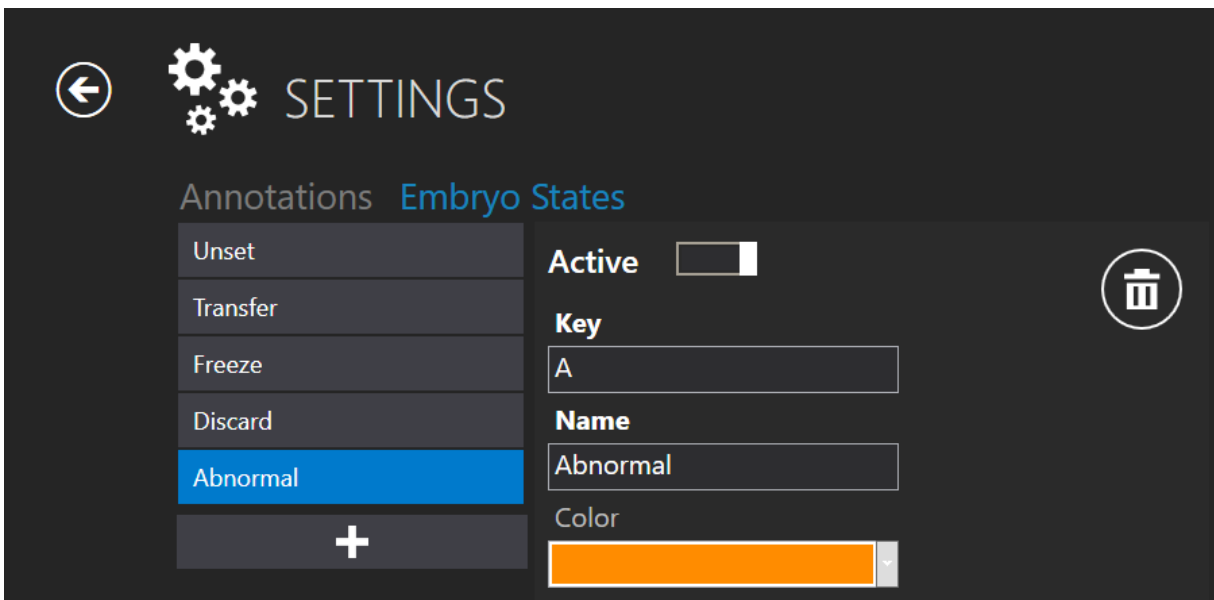 SETTINGS
Annotations Embryo States
Unset
Transfer
Freeze
Discard
Abnormal
Active
Key
A
Name
Abnormal
Color